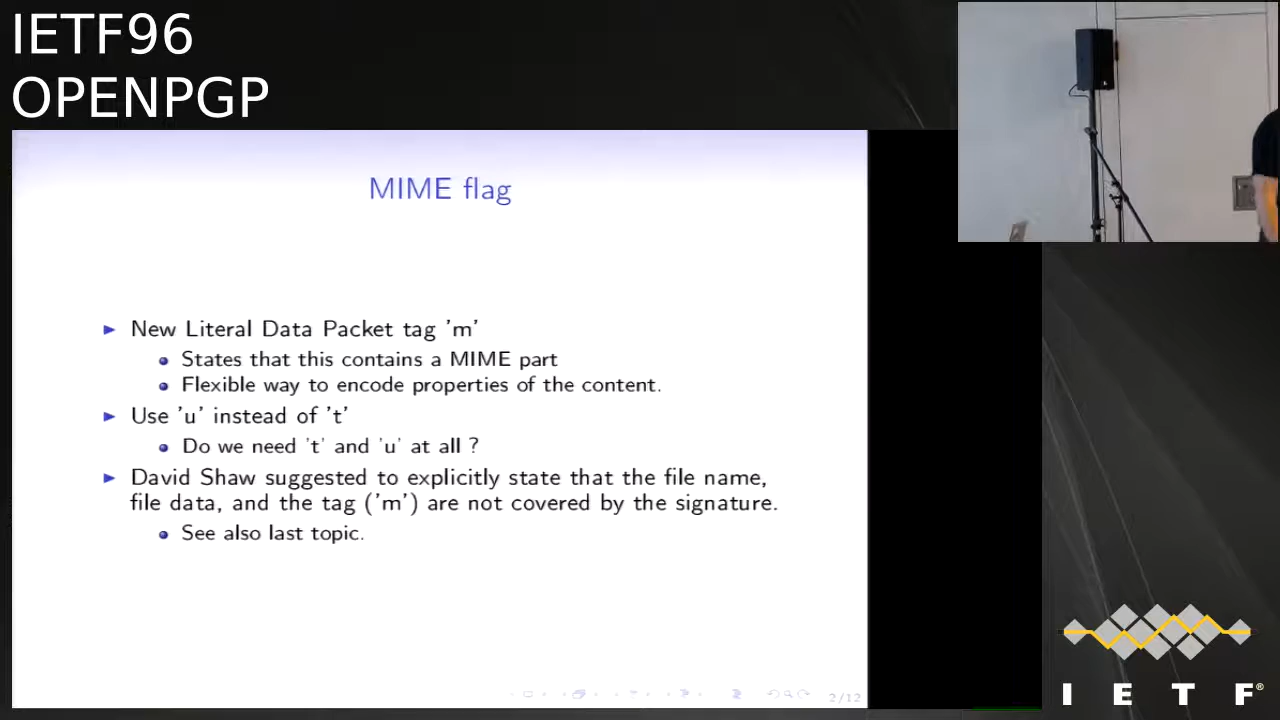 IETF96
OPENPGP
MIME flag
New Literal Data Packet tag 'm'
States that this contains a MIME part
Flexible way to encode properties of the content.
Use 'u' instead of 't'
Do we need 't' and 'u' at all ?
David Shaw suggested to explicitly state that the file name,
file data, and the tag ('m') are not covered by the signature.
See also last topic.
2/12
I E T F®